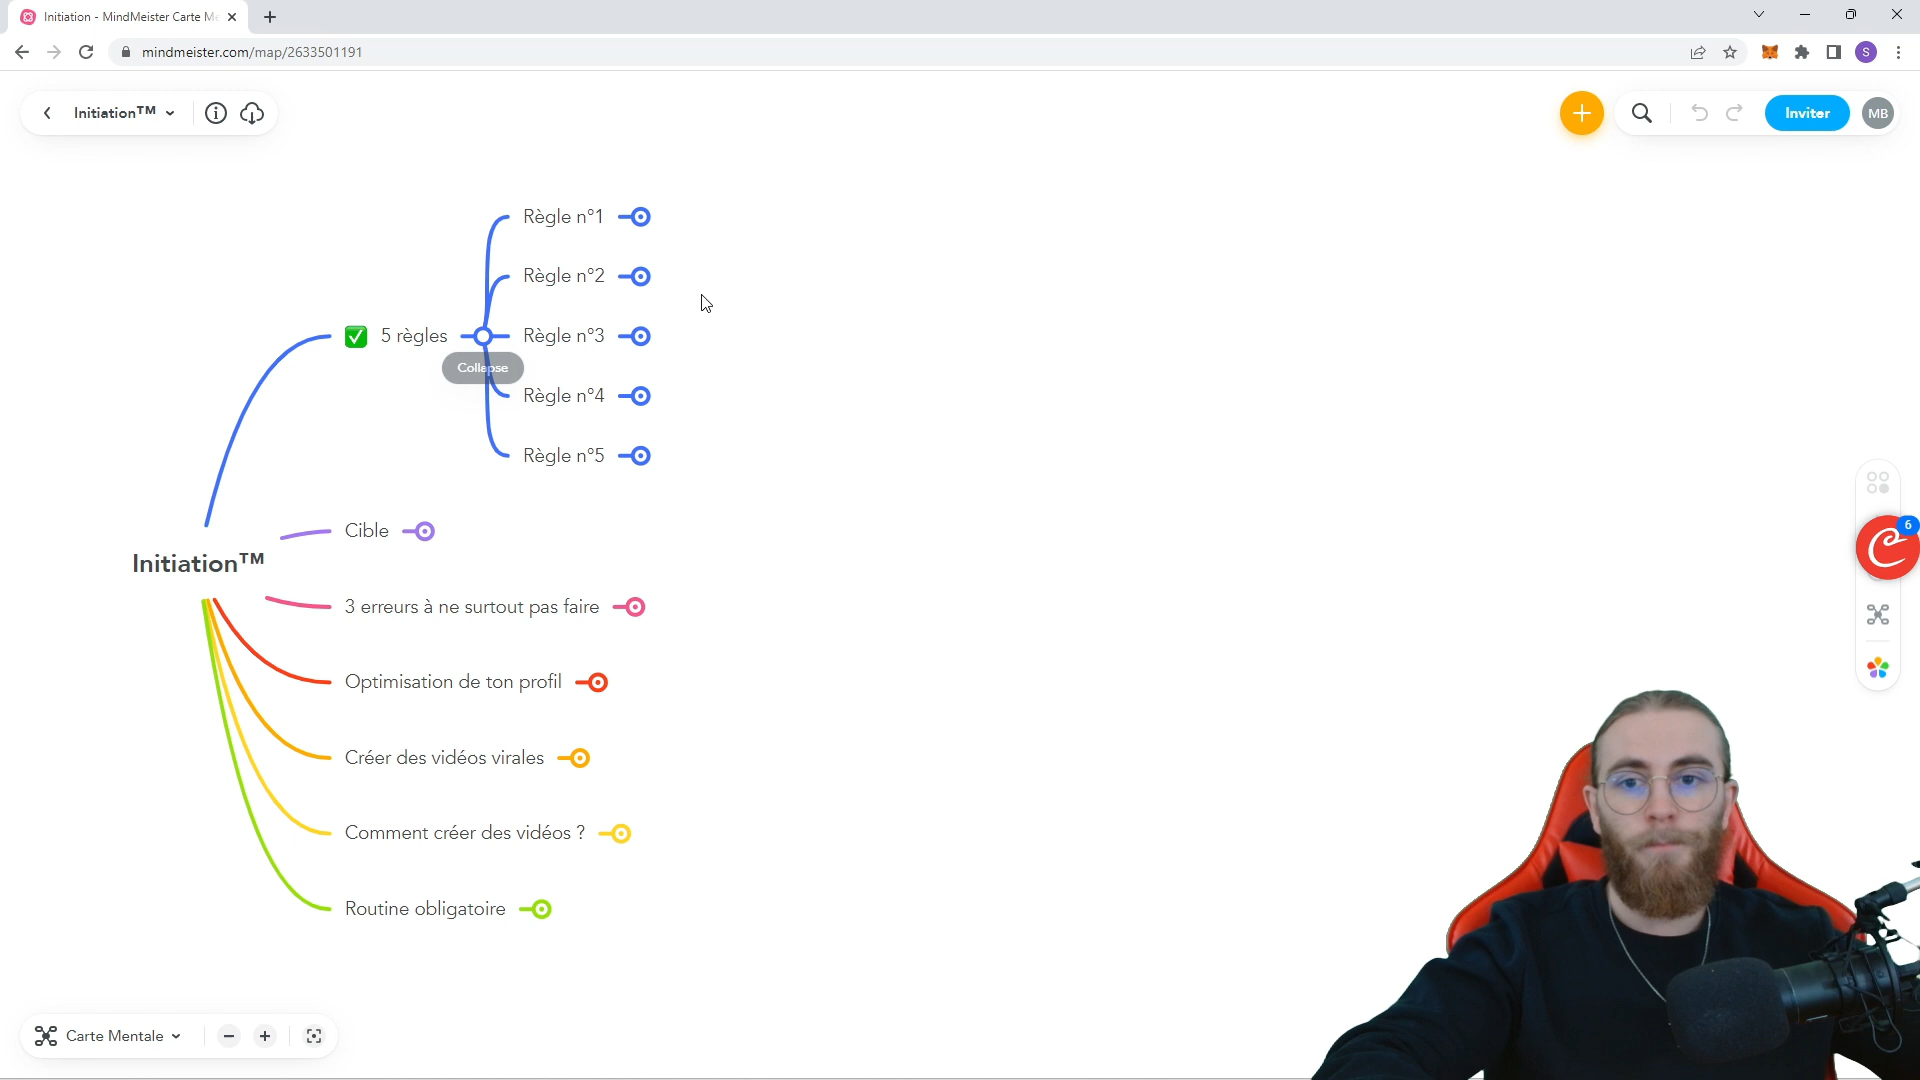 Initiation - MindMeister Carte Me
mindmeister.com/map/2633501191
S
Initiation™
Inviter
MB
Règle n°1
Règle n°2
5 règles
Règle n°3
Collapse
Règle n°4
Règle n°5
Cible
6
Initiation™
3 erreurs à ne surtout pas faire
Optimisation de ton profil
Créer des vidéos virales
Comment créer des vidéos ?
Routine obligatoire
Carte Mentale